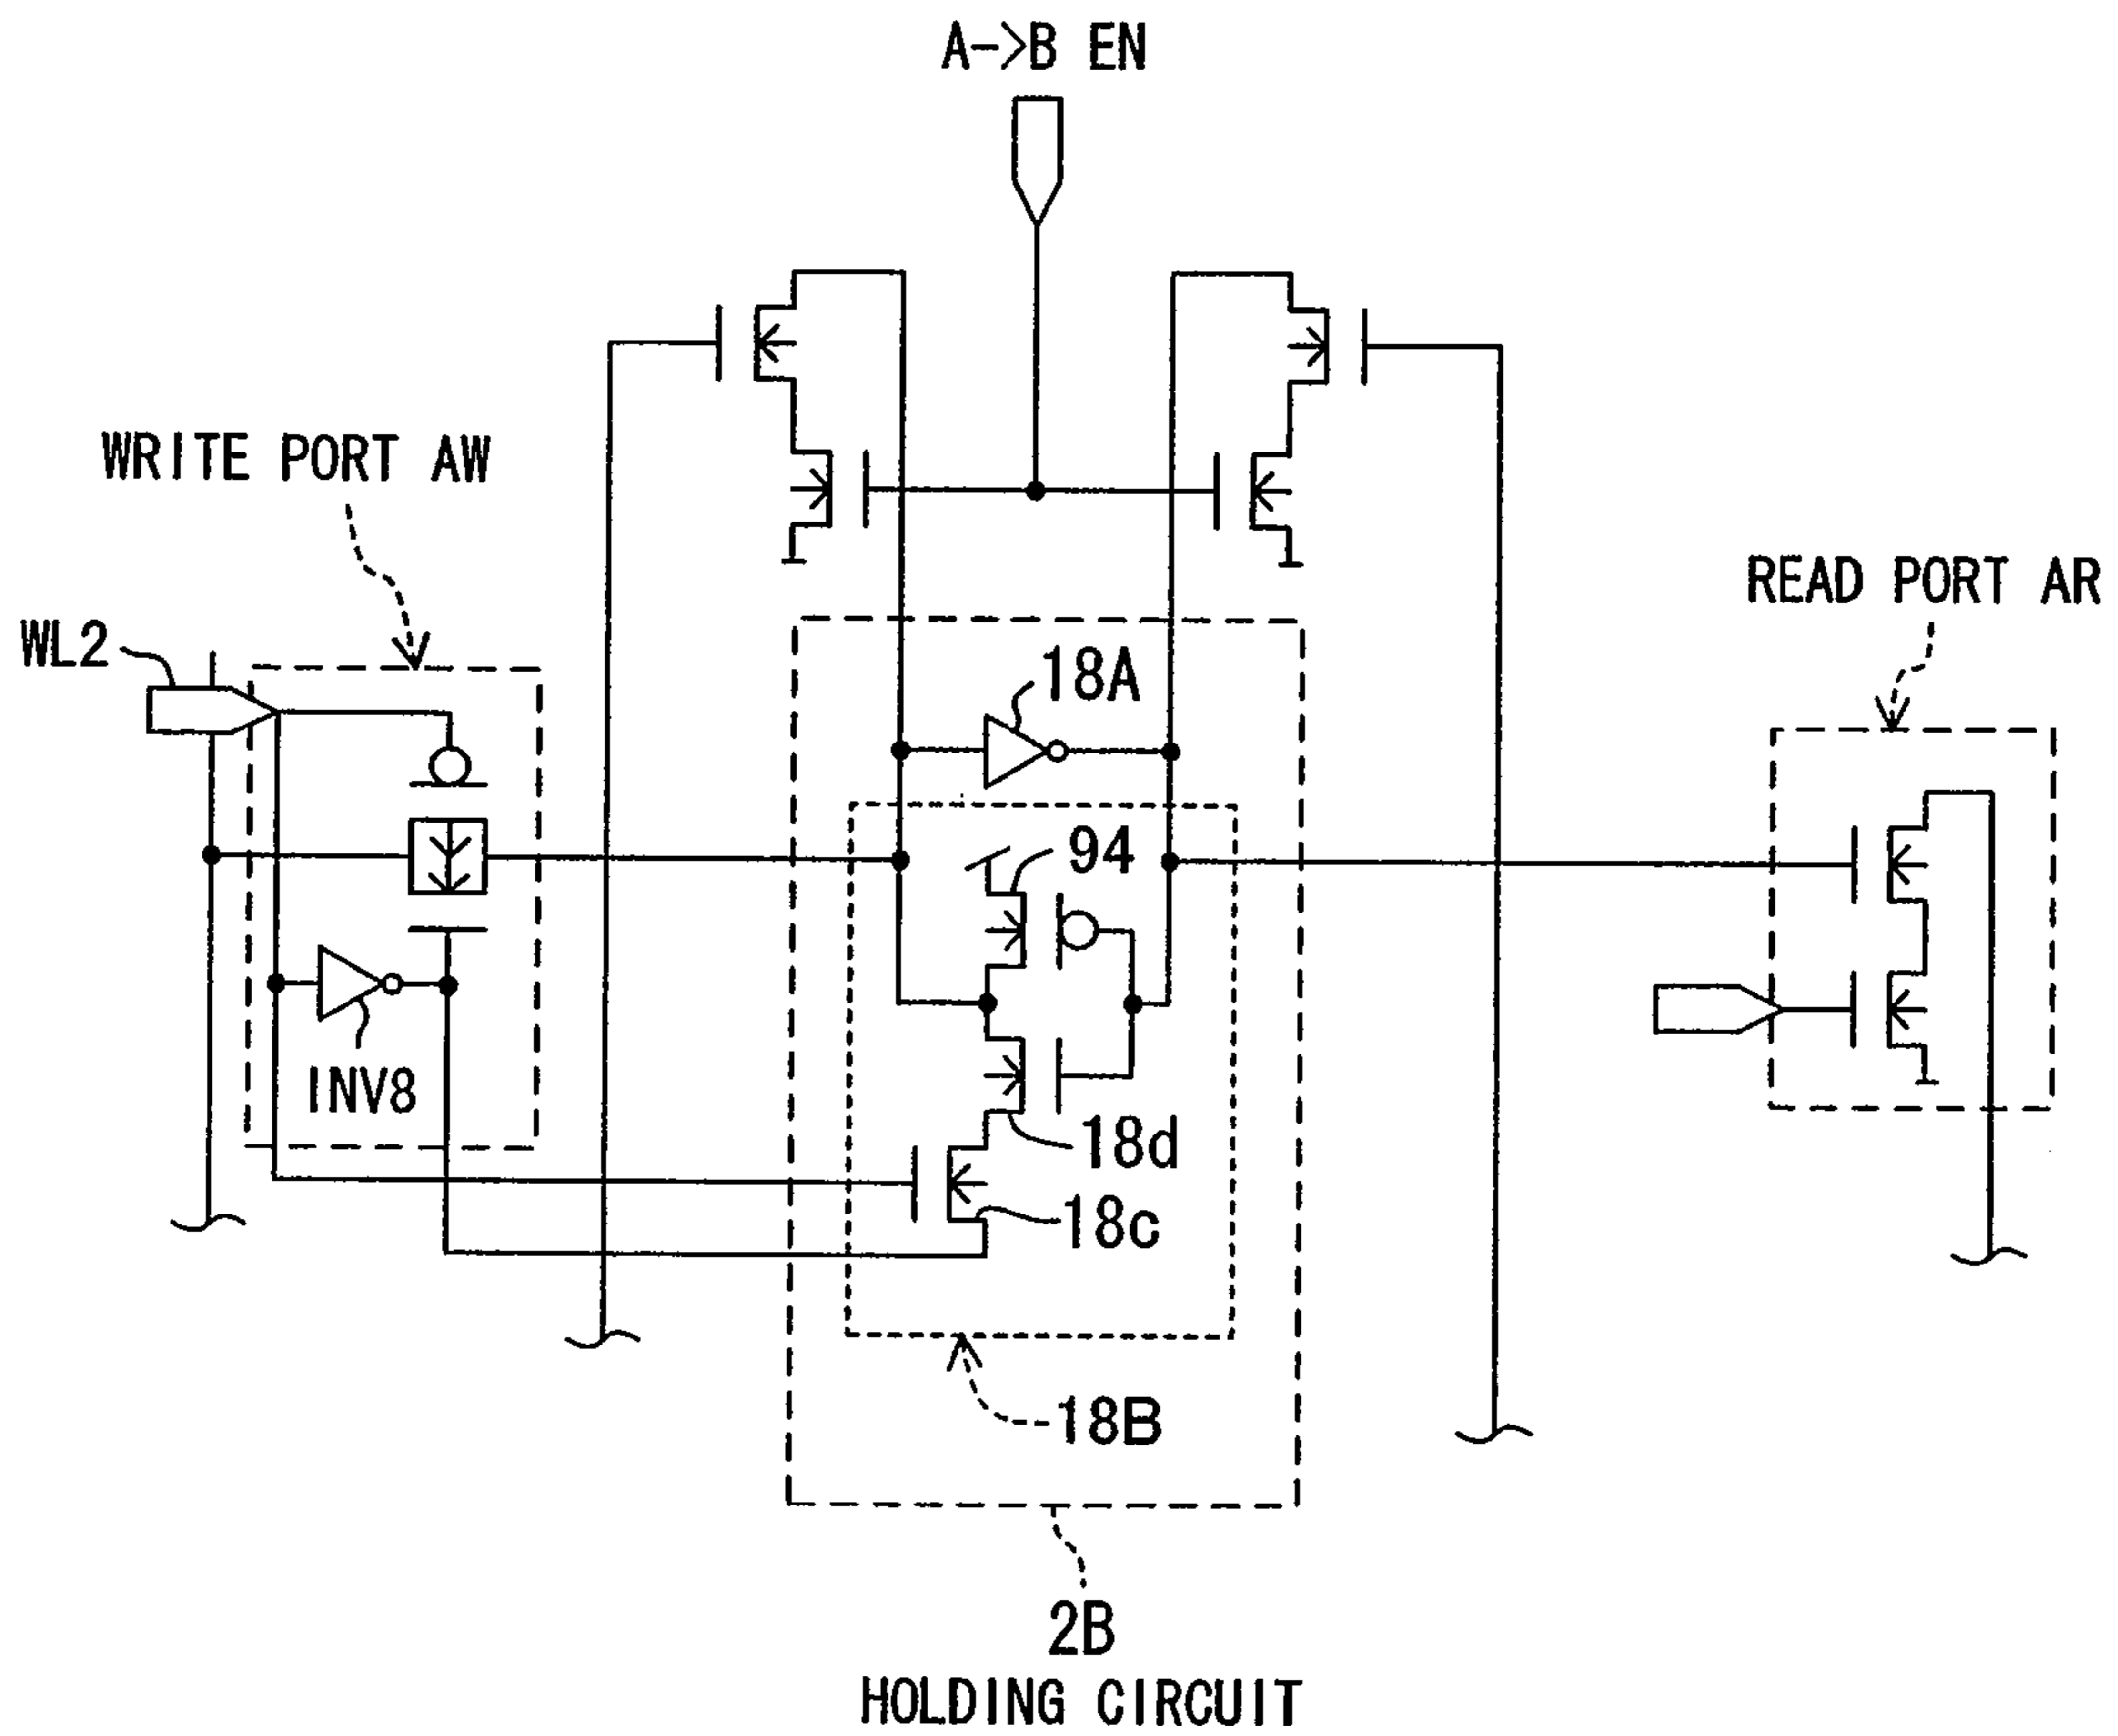 A->B EN
WRITE PORT AW
READ PORT AR
WL2
18A
94
INV8
18d
18c
18B
2B
HOLDING CIRCUIT